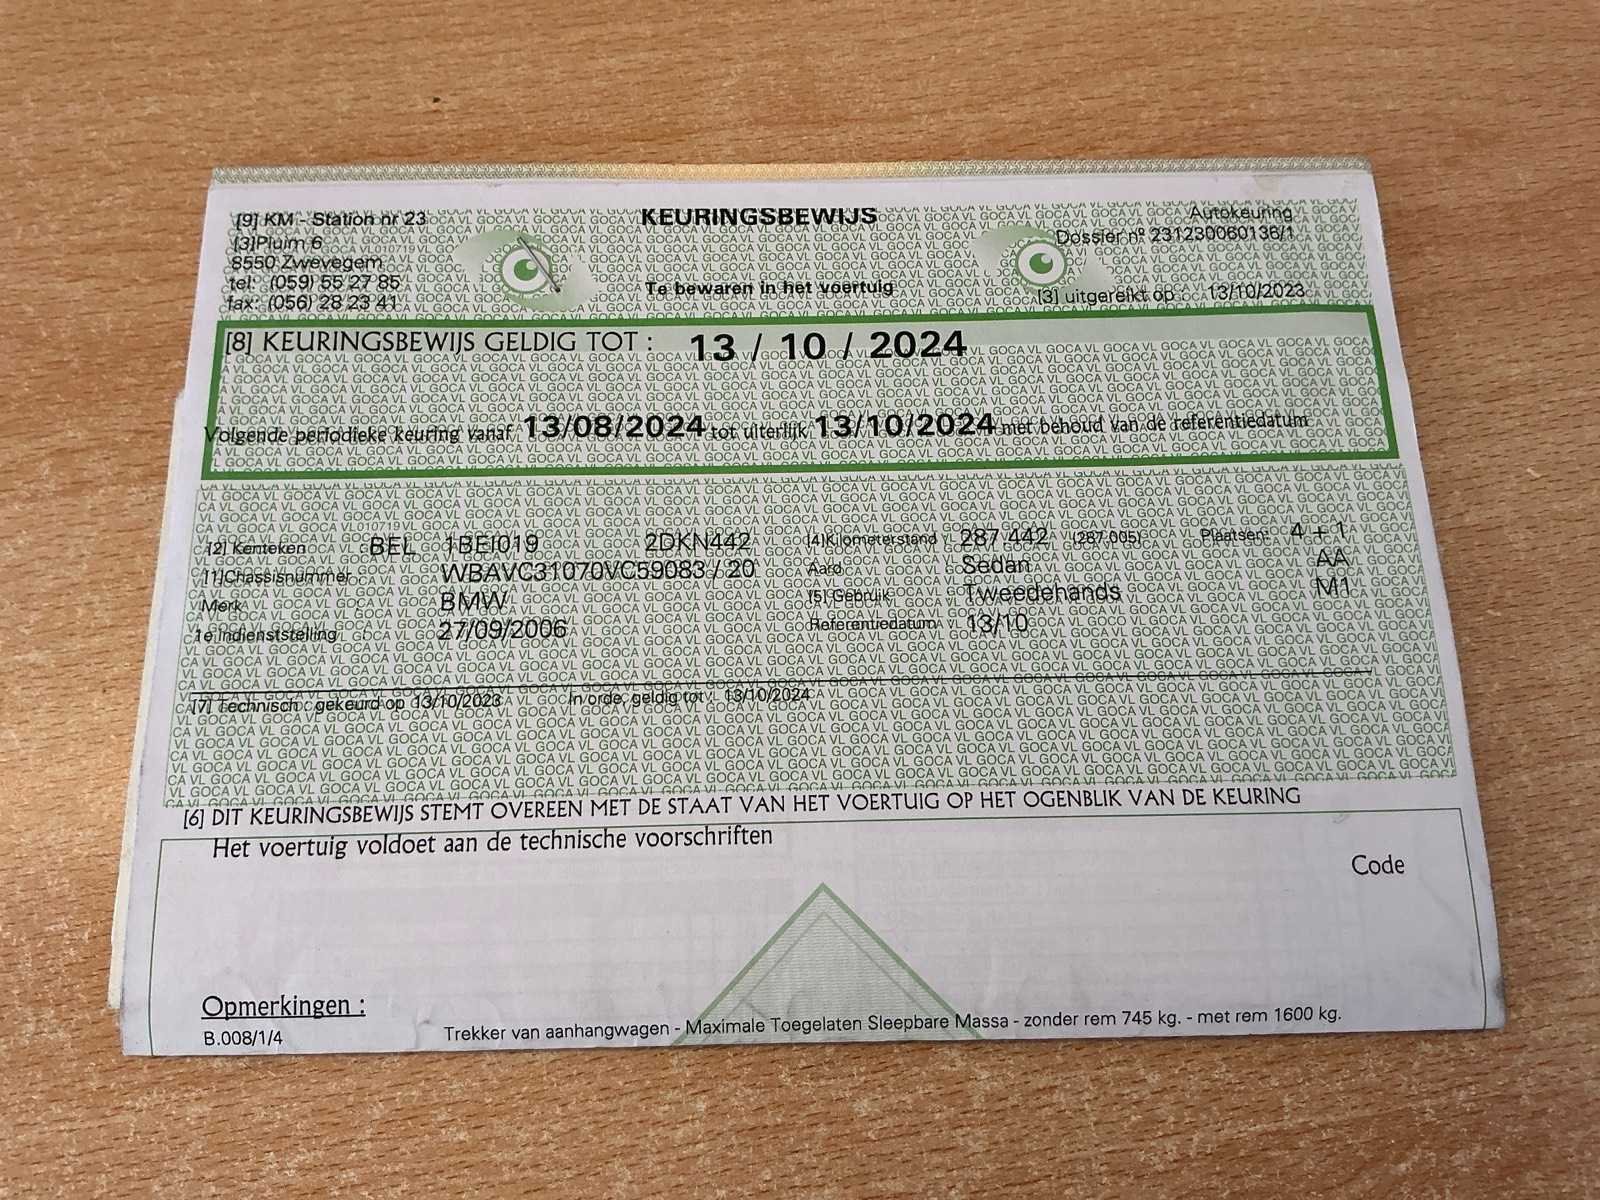 [9] KM - Station nr 23
[3]Pluim 6
8550 Zwevegem
tel: (059) 55 27 85
fax: (056) 28 23 41
KEURINGSBEWIJS
Te bewaren in het voertuig
Autokeuring
Dossier n° 231230060136/1
[3] uitgereikt op : 13/10/2023
[8] KEURINGSBEWIJS GELDIG TOT : 13 / 10 / 2024
Volgende periodieke keuring vanaf 13/08/2024 tot uiterlijk 13/10/2024 met behoud van de referentiedatum
[2] Kenteken BEL 1BEI019 2DKN442 [4]Kilometerstand : 287 442 (287 005) Plaatsen: 4 + 1
[1]Chassisnummer WBAVC31070VC59083 / 20 Aard Sedan AA
Merk BMW [5] Gebruik Tweedehands M1
1e Indienststelling : 27/09/2006 Referentiedatum 13/10
[7] Technisch : gekeurd op 13/10/2023 In orde, geldig tot : 13/10/2024
[6] DIT KEURINGSBEWIJS STEMT OVEREEN MET DE STAAT VAN HET VOERTUIG OP HET OGENBLIK VAN DE KEURING
Het voertuig voldoet aan de technische voorschriften
Code
Opmerkingen :
B.008/1/4 Trekker van aanhangwagen - Maximale Toegelaten Sleepbare Massa - zonder rem 745 kg. - met rem 1600 kg.